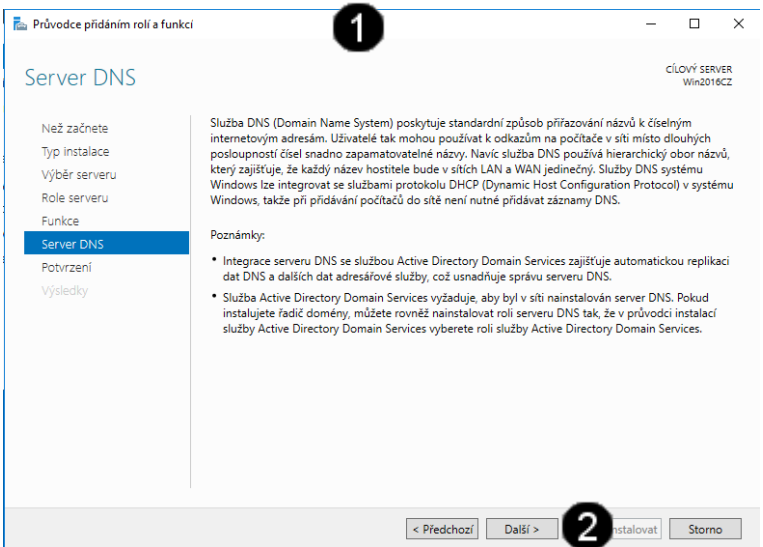 Průvodce přidáním rolí a funkcí
1
Server DNS
CÍLOVÝ SERVER
Win2016CZ
Než začnete
Typ instalace
Výběr serveru
Role serveru
Funkce
Server DNS
Potvrzení
Výsledky
Služba DNS (Domain Name System) poskytuje standardní způsob přiřazování názvů k číselným
internetovým adresám. Uživatelé tak mohou používat k odkazům na počítače v síti místo dlouhých
posloupností čísel snadno zapamatovatelné názvy. Navíc služba DNS používá hierarchický obor názvů,
který zajišťuje, že každý název hostitele bude v sítích LAN a WAN jedinečný. Služby DNS systému
Windows lze integrovat se službami protokolu DHCP (Dynamic Host Configuration Protocol) v systému
Windows, takže při přidávání počítačů do sítě není nutné přidávat záznamy DNS.
Poznámky:
• Integrace serveru DNS se službou Active Directory Domain Services zajišťuje automatickou replikaci
dat DNS a dalších dat adresářové služby, což usnadňuje správu serveru DNS.
• Služba Active Directory Domain Services vyžaduje, aby byl v síti nainstalován server DNS. Pokud
instalujete řadič domény, můžete rovněž nainstalovat roli serveru DNS tak, že v průvodci instalací
služby Active Directory Domain Services vyberete roli služby Active Directory Domain Services.
< Předchozí
Další >
2
Storno